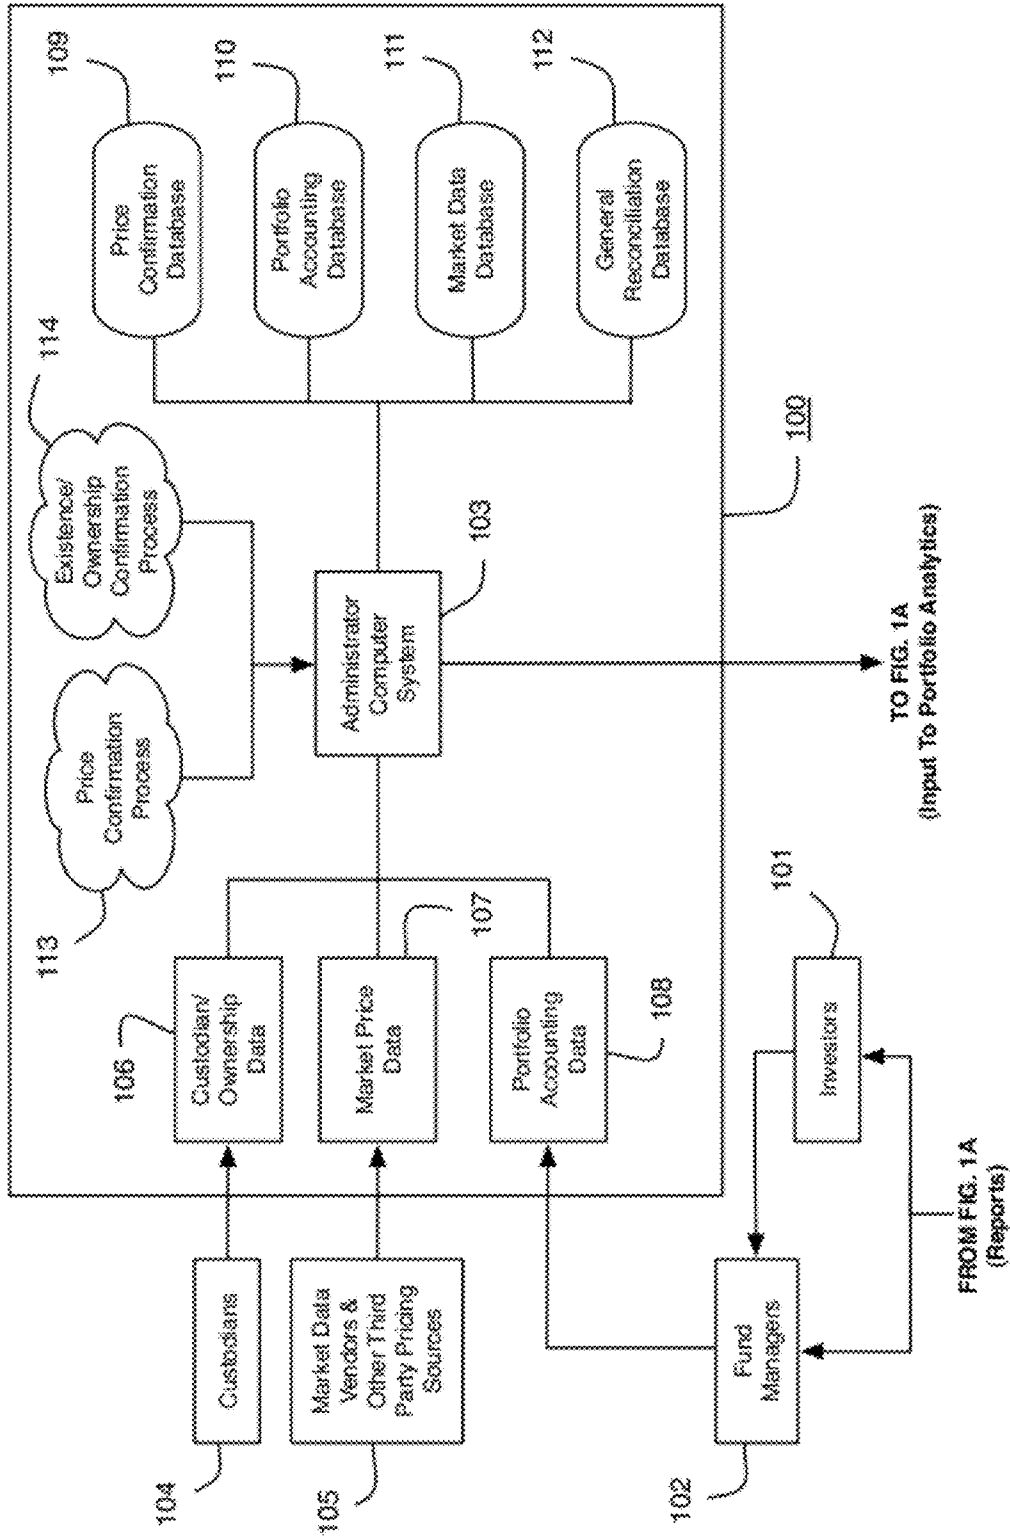 113
Price
Confirmation
Process
Existence/
Ownership
Confirmation
Process
114
109
Price
Confirmation
Database
110
Portfolio
Accounting
Database
111
Market Data
Database
112
General
Reconciliation
Database
104
Custodians
106
Custodian/
Ownership
Data
105
Market Data
Vendors &
Other Third
Party Pricing
Sources
Market Price
Data
107
Administrator
Computer
System
103
Portfolio
Accounting
Data
108
100
102
Fund
Managers
Investors
101
TO FIG. 1A
(Input To Portfolio Analytics)
FROM FIG. 1A
(Reports)